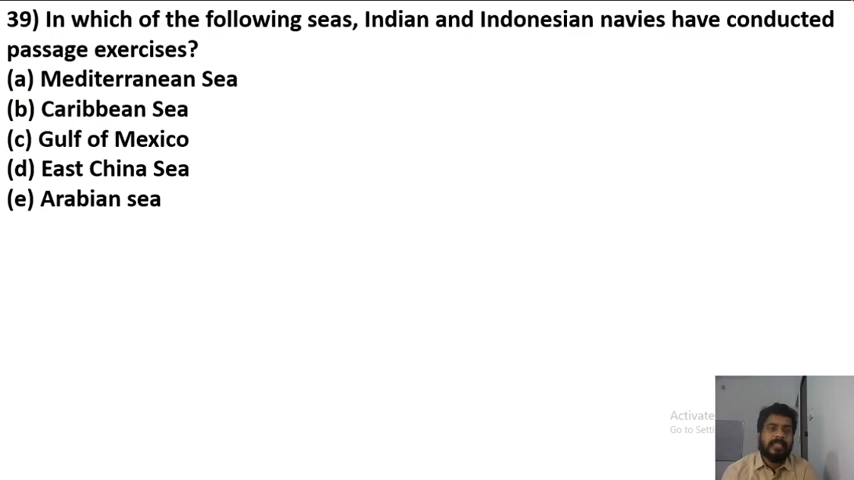 39) In which of the following seas, Indian and Indonesian navies have conducted
passage exercises?
(a) Mediterranean Sea
(b) Caribbean Sea
(c) Gulf of Mexico
(d) East China Sea
(e) Arabian sea
Activate
Go to Setti